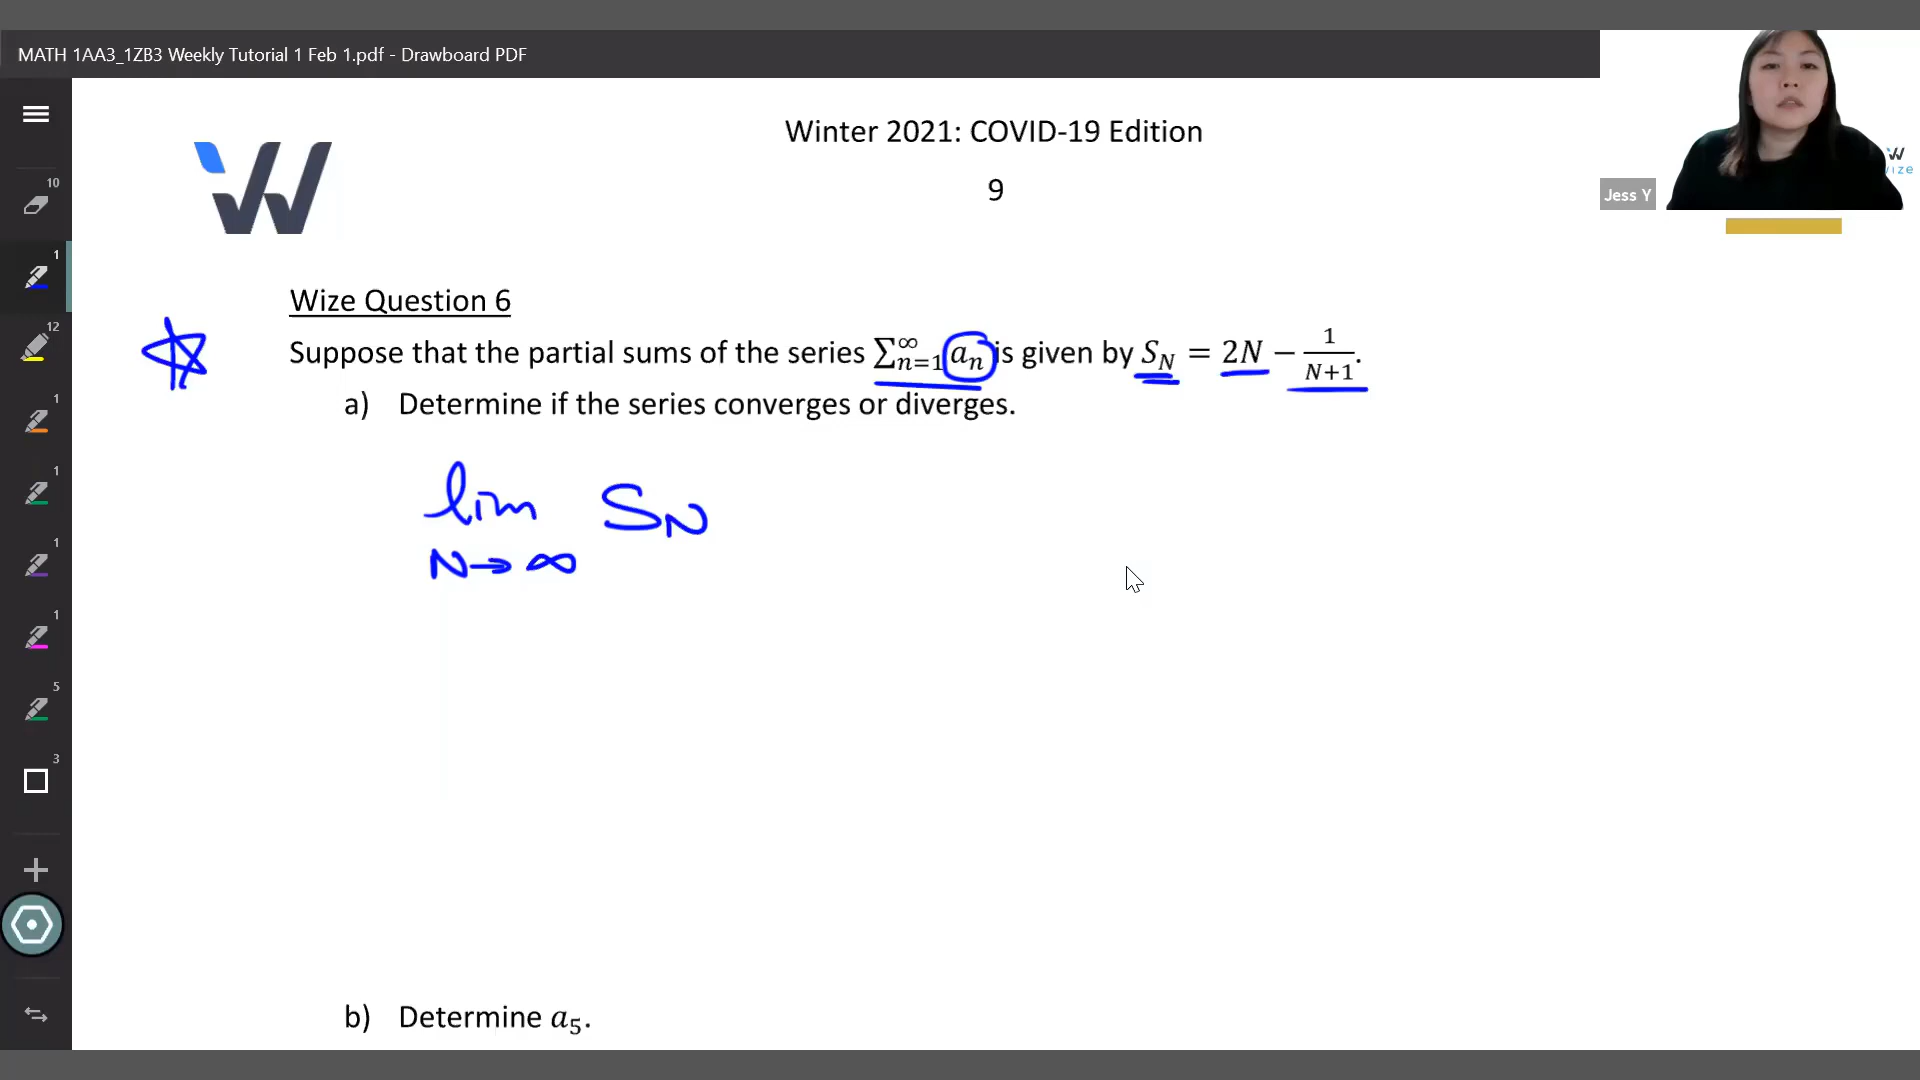 MATH 1AA3_1ZB3 Weekly Tutorial 1 Feb 1.pdf - Drawboard PDF
Winter 2021: COVID-19 Edition
9
Jess Y
10
1
12
1
1
1
1
5
3
Wize Question 6
Suppose that the partial sums of the series ∑_{n=1}^{∞} a_n is given by S_N = 2N − 1/(N+1).
a) Determine if the series converges or diverges.
lim S_N
N→∞
b) Determine a₅.